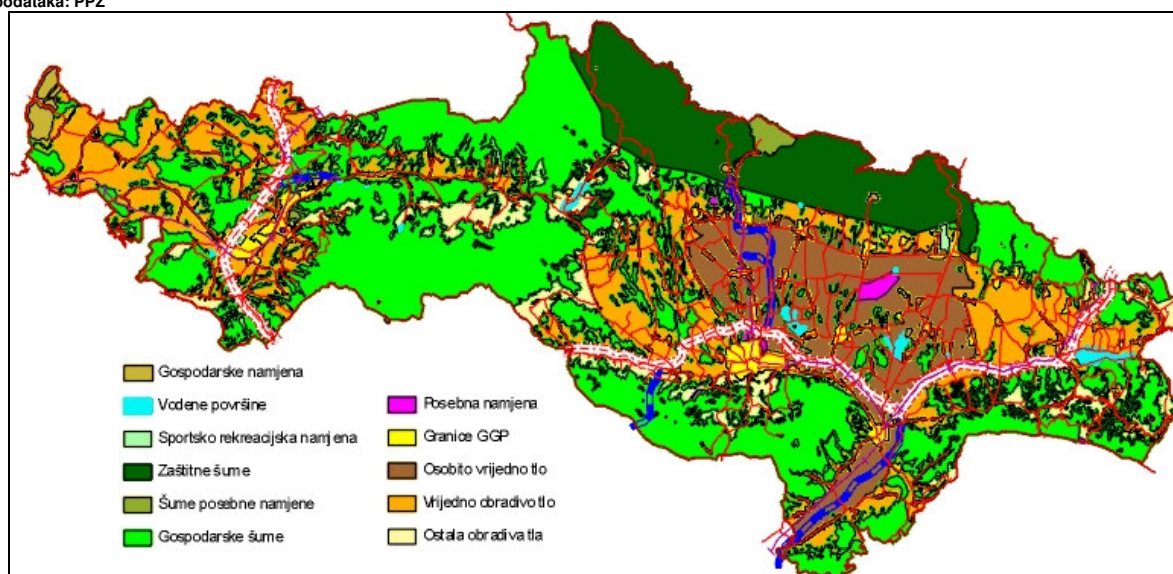 podataka: PPZ
Gospodarske namjena
Vodene površine
Sportsko rekreacijska namjena
Zaštitne šume
Šume posebne namjene
Gospodarske šume
Posebna namjena
Granice GGP
Osobito vrijedno tlo
Vrijedno obradivo tlo
Ostala obradiva tla